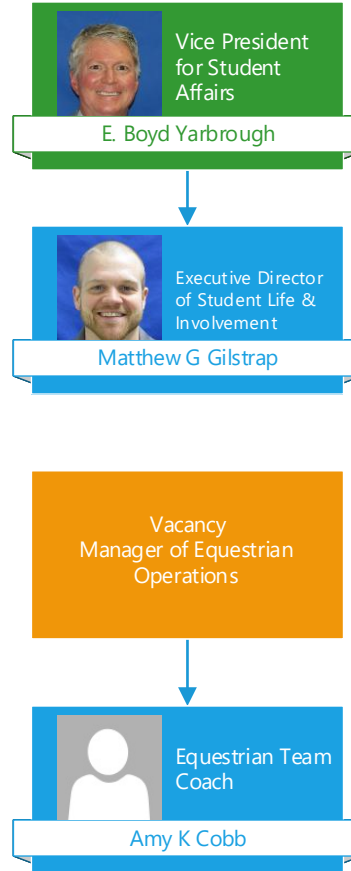 Vice President
for Student
Affairs
E. Boyd Yarbrough
Executive Director
of Student Life &
Involvement
Matthew G Gilstrap
Vacancy
Manager of Equestrian
Operations
Equestrian Team
Coach
Amy K Cobb